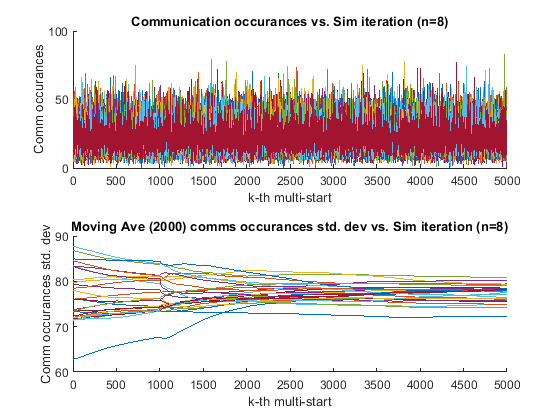 Communication occurances vs. Sim iteration (n=8)
100
50
0
Comm occurances
0 500 1000 1500 2000 2500 3000 3500 4000 4500 5000
k-th multi-start
Moving Ave (2000) comms occurances std. dev vs. Sim iteration (n=8)
90
80
70
60
Comm occurances std. dev
0 500 1000 1500 2000 2500 3000 3500 4000 4500 5000
k-th multi-start